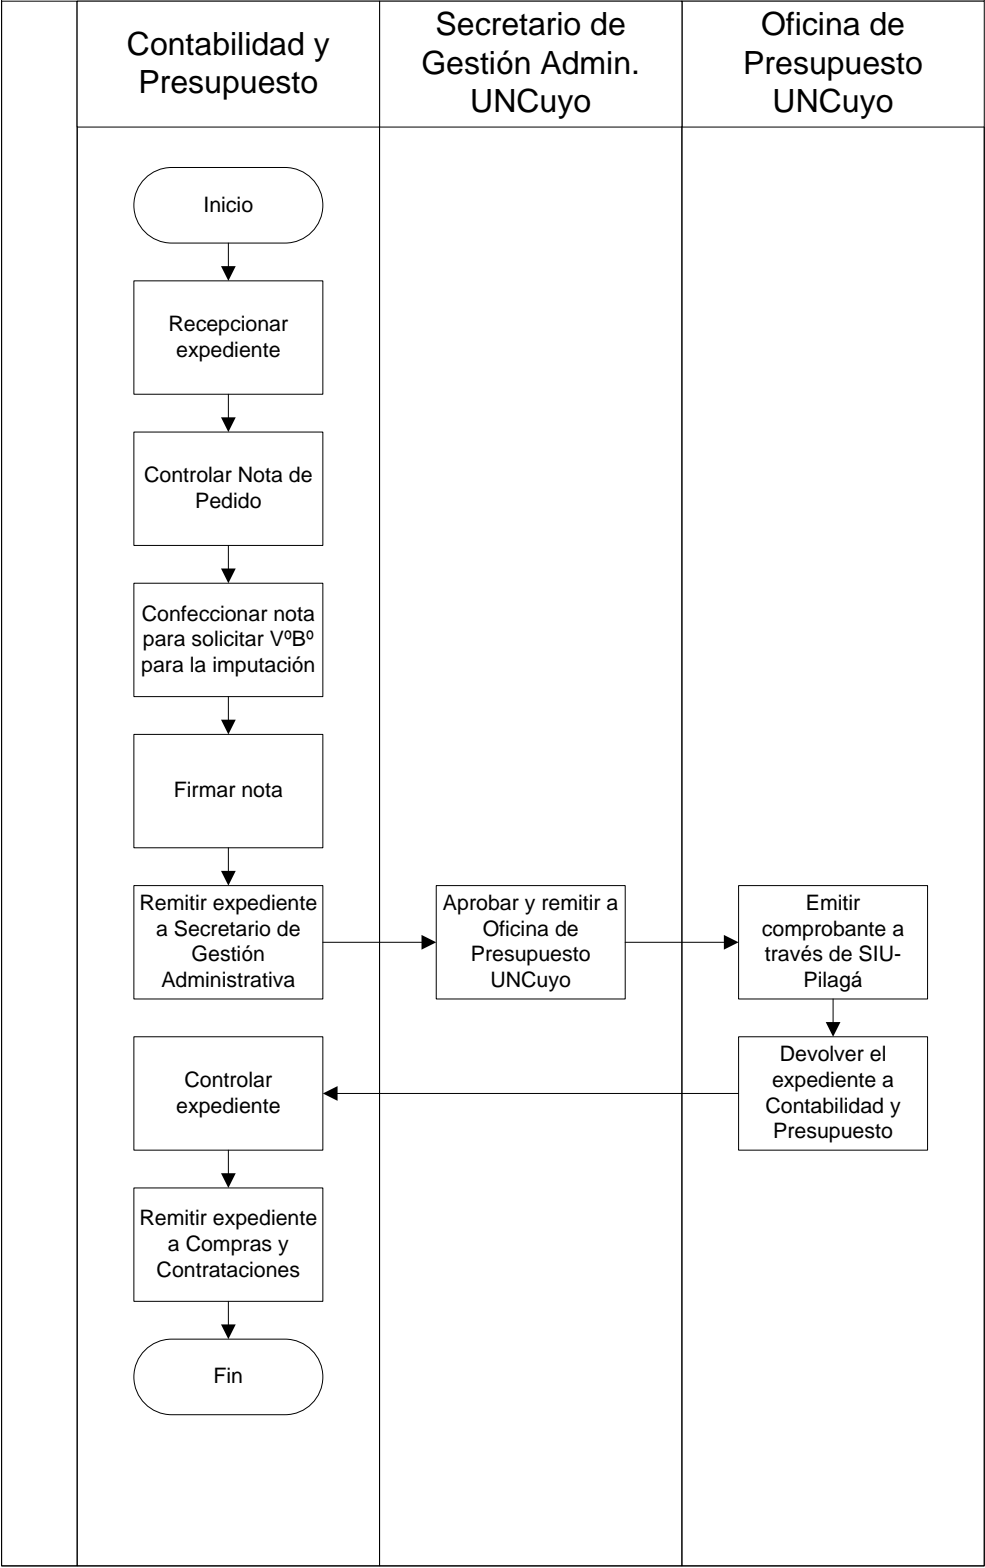 Contabilidad y
Presupuesto
Secretario de
Gestión Admin.
UNCuyo
Oficina de
Presupuesto
UNCuyo
Inicio
Recepcionar
expediente
Controlar Nota de
Pedido
Confeccionar nota
para solicitar VºBº
para la imputación
Firmar nota
Remitir expediente
a Secretario de
Gestión
Administrativa
Aprobar y remitir a
Oficina de
Presupuesto
UNCuyo
Emitir
comprobante a
través de SIU-
Pilagá
Devolver el
expediente a
Contabilidad y
Presupuesto
Controlar
expediente
Remitir expediente
a Compras y
Contrataciones
Fin